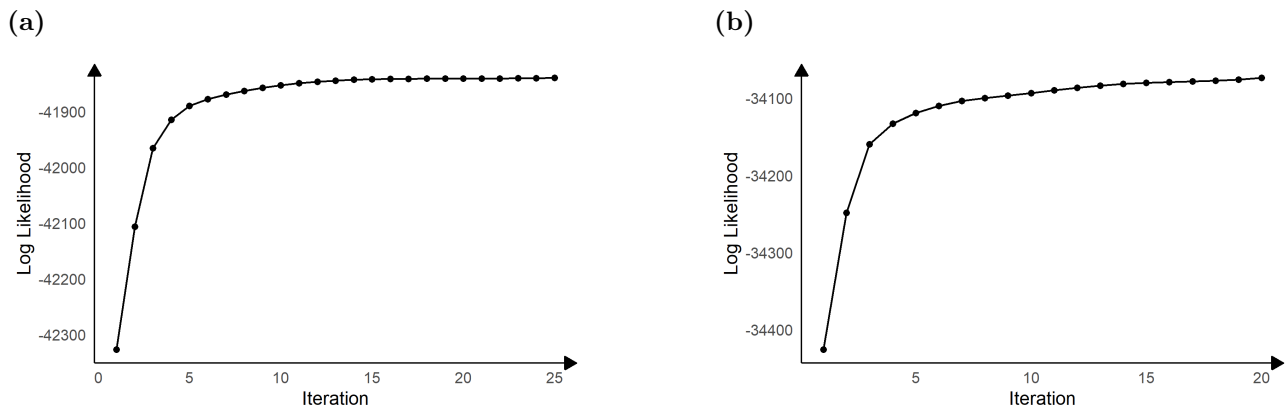 (a)
Log Likelihood
-41900
-42000
-42100
-42200
-42300
0 5 10 15 20 25
Iteration
(b)
Log Likelihood
-34100
-34200
-34300
-34400
5 10 15 20
Iteration